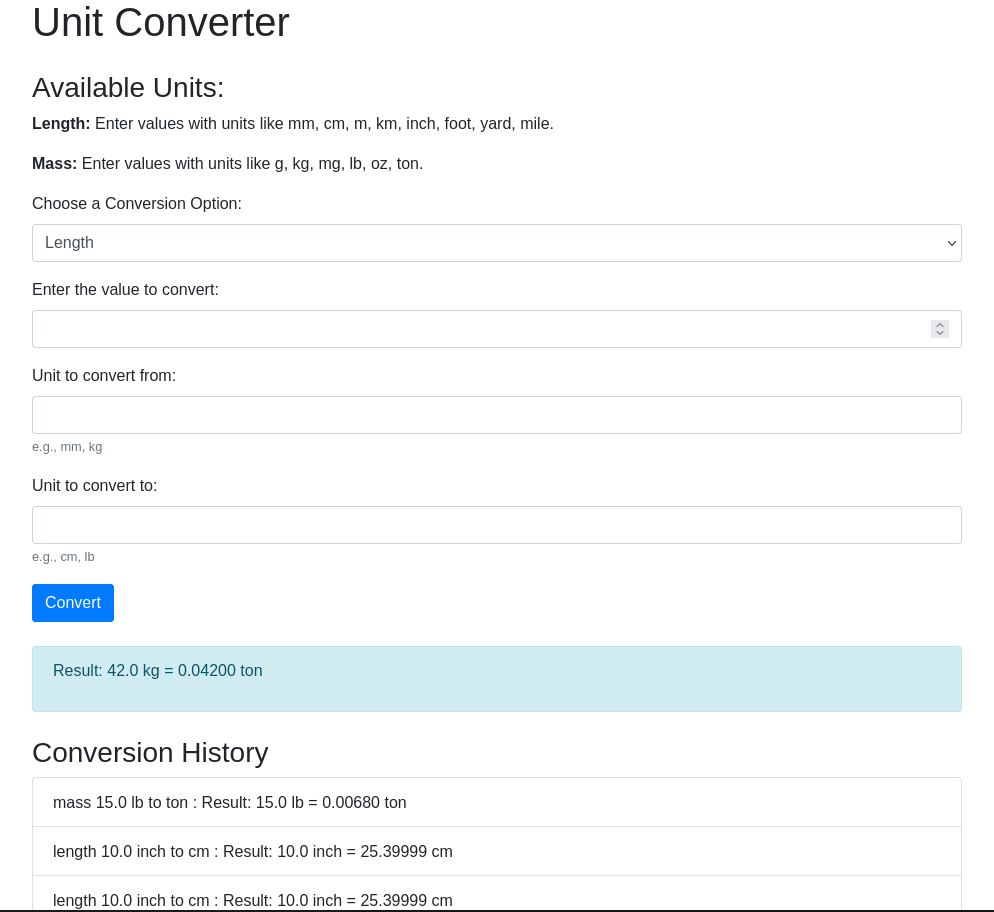 Unit Converter
Available Units:
Length: Enter values with units like mm, cm, m, km, inch, foot, yard, mile.
Mass: Enter values with units like g, kg, mg, lb, oz, ton.
Choose a Conversion Option:
Length
Enter the value to convert:
Unit to convert from:
e.g., mm, kg
Unit to convert to:
e.g., cm, lb
Convert
Result: 42.0 kg = 0.04200 ton
Conversion History
mass 15.0 lb to ton : Result: 15.0 lb = 0.00680 ton
length 10.0 inch to cm : Result: 10.0 inch = 25.39999 cm
length 10.0 inch to cm : Result: 10.0 inch = 25.39999 cm